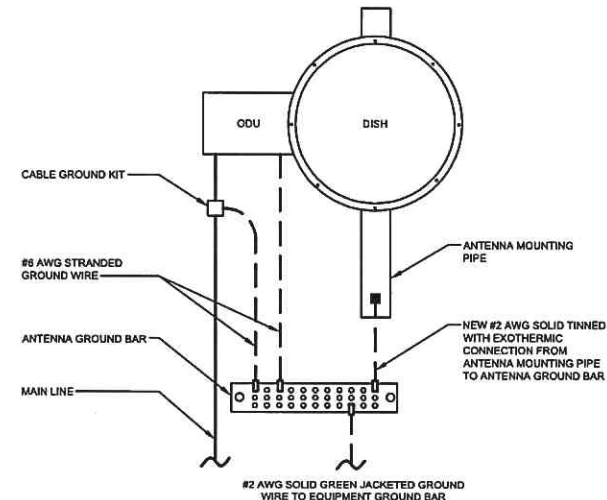 ODU
DISH
CABLE GROUND KIT
#6 AWG STRANDED
GROUND WIRE
ANTENNA GROUND BAR
MAIN LINE
ANTENNA MOUNTING
PIPE
NEW #2 AWG SOLID TINNED
WITH EXOTHERMIC
CONNECTION FROM
ANTENNA MOUNTING PIPE
TO ANTENNA GROUND BAR
#2 AWG SOLID GREEN JACKETED GROUND
WIRE TO EQUIPMENT GROUND BAR